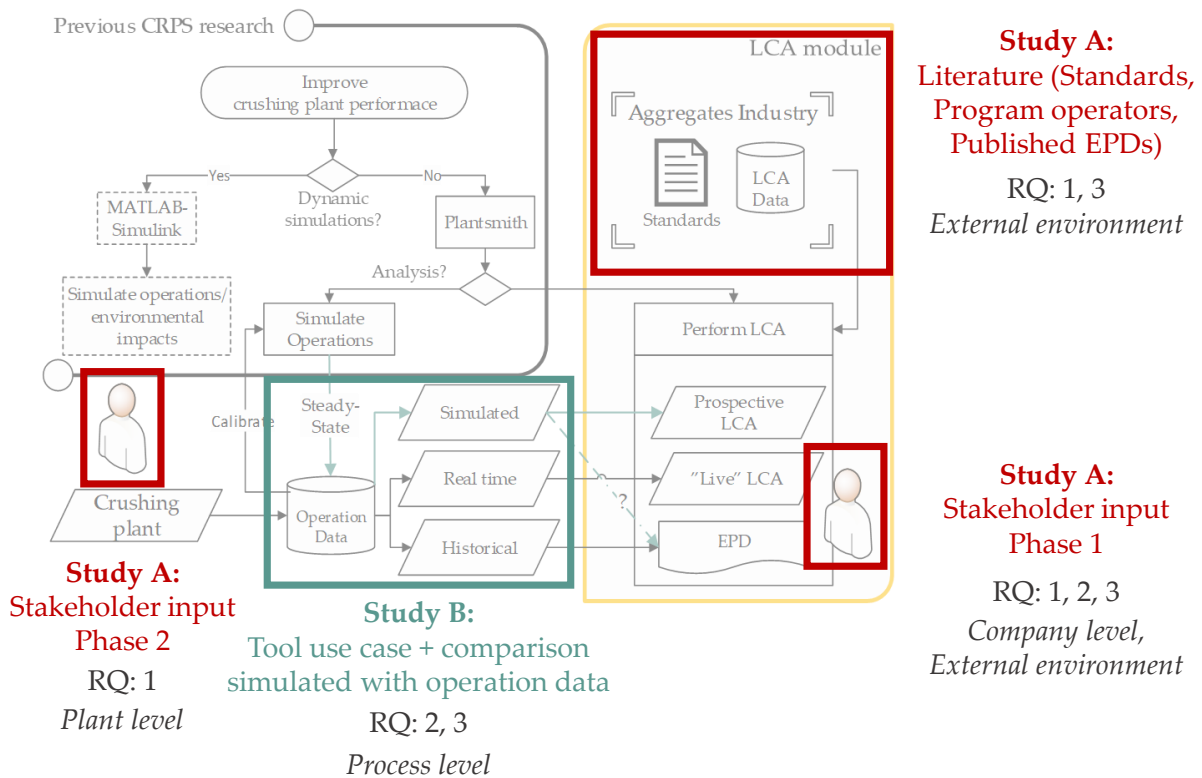 Previous CRPS research
Improve
crushing plant performace
Yes
No
Dynamic
simulations?
MATLAB-
Simulink
Plantsmith
Analysis?
Simulate operations/
environmental
impacts
Simulate
Operations
Calibrate
Steady-
State
Simulated
Real time
Historical
Operation
Data
Crushing
plant
LCA module
Aggregates Industry
Standards
LCA
Data
Perform LCA
Prospective
LCA
”Live” LCA
?
EPD
Study A:
Literature (Standards,
Program operators,
Published EPDs)
RQ: 1, 3
External environment
Study A:
Stakeholder input
Phase 1
RQ: 1, 2, 3
Company level,
External environment
Study A:
Stakeholder input
Phase 2
RQ: 1
Plant level
Study B:
Tool use case + comparison
simulated with operation data
RQ: 2, 3
Process level